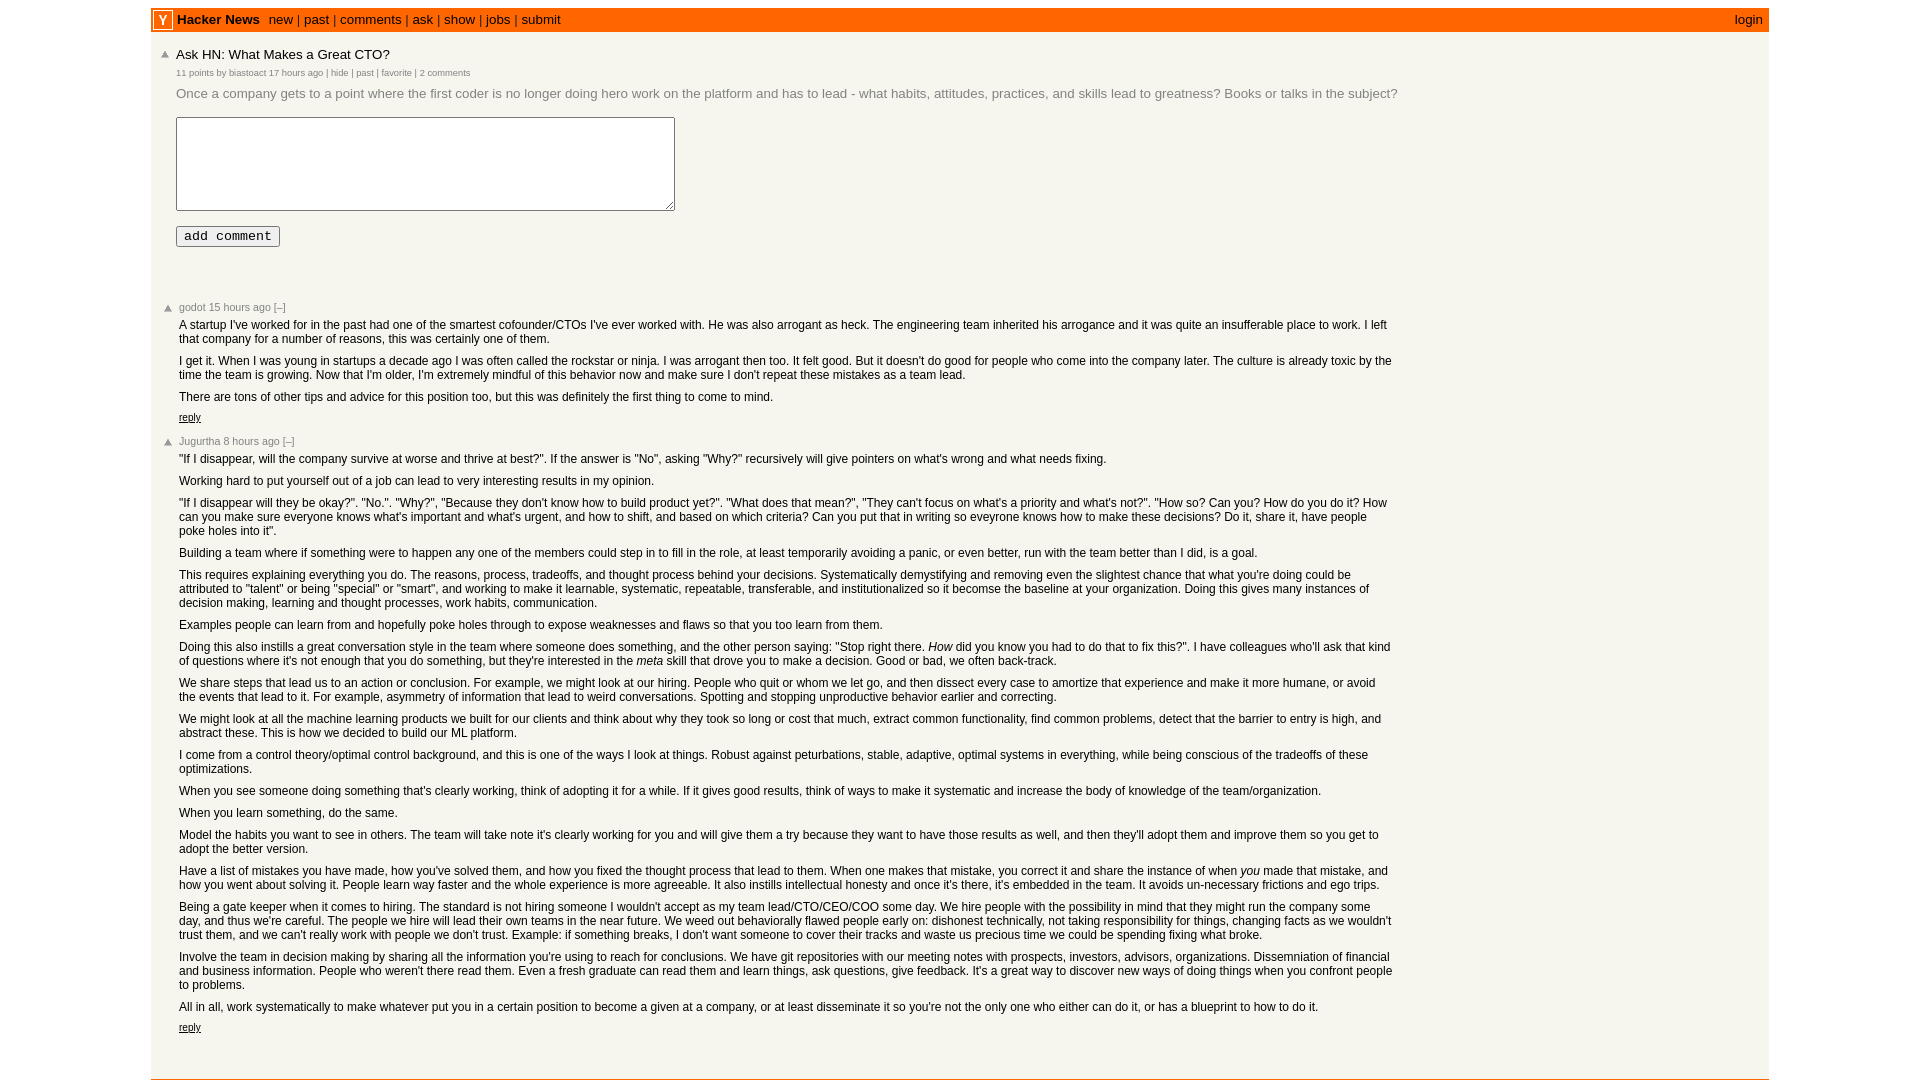 Y Hacker News new | past | comments | ask | show | jobs | submit login
Ask HN: What Makes a Great CTO?
11 points by biastoact 17 hours ago | hide | past | favorite | 2 comments
Once a company gets to a point where the first coder is no longer doing hero work on the platform and has to lead - what habits, attitudes, practices, and skills lead to greatness? Books or talks in the subject?
add comment
godot 15 hours ago [–]
A startup I've worked for in the past had one of the smartest cofounder/CTOs I've ever worked with. He was also arrogant as heck. The engineering team inherited his arrogance and it was quite an insufferable place to work. I left
that company for a number of reasons, this was certainly one of them.
I get it. When I was young in startups a decade ago I was often called the rockstar or ninja. I was arrogant then too. It felt good. But it doesn't do good for people who come into the company later. The culture is already toxic by the
time the team is growing. Now that I'm older, I'm extremely mindful of this behavior now and make sure I don't repeat these mistakes as a team lead.
There are tons of other tips and advice for this position too, but this was definitely the first thing to come to mind.
reply
Jugurtha 8 hours ago [–]
"If I disappear, will the company survive at worse and thrive at best?". If the answer is "No", asking "Why?" recursively will give pointers on what's wrong and what needs fixing.
Working hard to put yourself out of a job can lead to very interesting results in my opinion.
"If I disappear will they be okay?". "No.". "Why?", "Because they don't know how to build product yet?". "What does that mean?", "They can't focus on what's a priority and what's not?". "How so? Can you? How do you do it? How
can you make sure everyone knows what's important and what's urgent, and how to shift, and based on which criteria? Can you put that in writing so eveyrone knows how to make these decisions? Do it, share it, have people
poke holes into it".
Building a team where if something were to happen any one of the members could step in to fill in the role, at least temporarily avoiding a panic, or even better, run with the team better than I did, is a goal.
This requires explaining everything you do. The reasons, process, tradeoffs, and thought process behind your decisions. Systematically demystifying and removing even the slightest chance that what you're doing could be
attributed to "talent" or being "special" or "smart", and working to make it learnable, systematic, repeatable, transferable, and institutionalized so it becomse the baseline at your organization. Doing this gives many instances of
decision making, learning and thought processes, work habits, communication.
Examples people can learn from and hopefully poke holes through to expose weaknesses and flaws so that you too learn from them.
Doing this also instills a great conversation style in the team where someone does something, and the other person saying: "Stop right there. How did you know you had to do that to fix this?". I have colleagues who'll ask that kind
of questions where it's not enough that you do something, but they're interested in the meta skill that drove you to make a decision. Good or bad, we often back-track.
We share steps that lead us to an action or conclusion. For example, we might look at our hiring. People who quit or whom we let go, and then dissect every case to amortize that experience and make it more humane, or avoid
the events that lead to it. For example, asymmetry of information that lead to weird conversations. Spotting and stopping unproductive behavior earlier and correcting.
We might look at all the machine learning products we built for our clients and think about why they took so long or cost that much, extract common functionality, find common problems, detect that the barrier to entry is high, and
abstract these. This is how we decided to build our ML platform.
I come from a control theory/optimal control background, and this is one of the ways I look at things. Robust against peturbations, stable, adaptive, optimal systems in everything, while being conscious of the tradeoffs of these
optimizations.
When you see someone doing something that's clearly working, think of adopting it for a while. If it gives good results, think of ways to make it systematic and increase the body of knowledge of the team/organization.
When you learn something, do the same.
Model the habits you want to see in others. The team will take note it's clearly working for you and will give them a try because they want to have those results as well, and then they'll adopt them and improve them so you get to
adopt the better version.
Have a list of mistakes you have made, how you've solved them, and how you fixed the thought process that lead to them. When one makes that mistake, you correct it and share the instance of when you made that mistake, and
how you went about solving it. People learn way faster and the whole experience is more agreeable. It also instills intellectual honesty and once it's there, it's embedded in the team. It avoids un-necessary frictions and ego trips.
Being a gate keeper when it comes to hiring. The standard is not hiring someone I wouldn't accept as my team lead/CTO/CEO/COO some day. We hire people with the possibility in mind that they might run the company some
day, and thus we're careful. The people we hire will lead their own teams in the near future. We weed out behaviorally flawed people early on: dishonest technically, not taking responsibility for things, changing facts as we wouldn't
trust them, and we can't really work with people we don't trust. Example: if something breaks, I don't want someone to cover their tracks and waste us precious time we could be spending fixing what broke.
Involve the team in decision making by sharing all the information you're using to reach for conclusions. We have git repositories with our meeting notes with prospects, investors, advisors, organizations. Dissemniation of financial
and business information. People who weren't there read them. Even a fresh graduate can read them and learn things, ask questions, give feedback. It's a great way to discover new ways of doing things when you confront people
to problems.
All in all, work systematically to make whatever put you in a certain position to become a given at a company, or at least disseminate it so you're not the only one who either can do it, or has a blueprint to how to do it.
reply